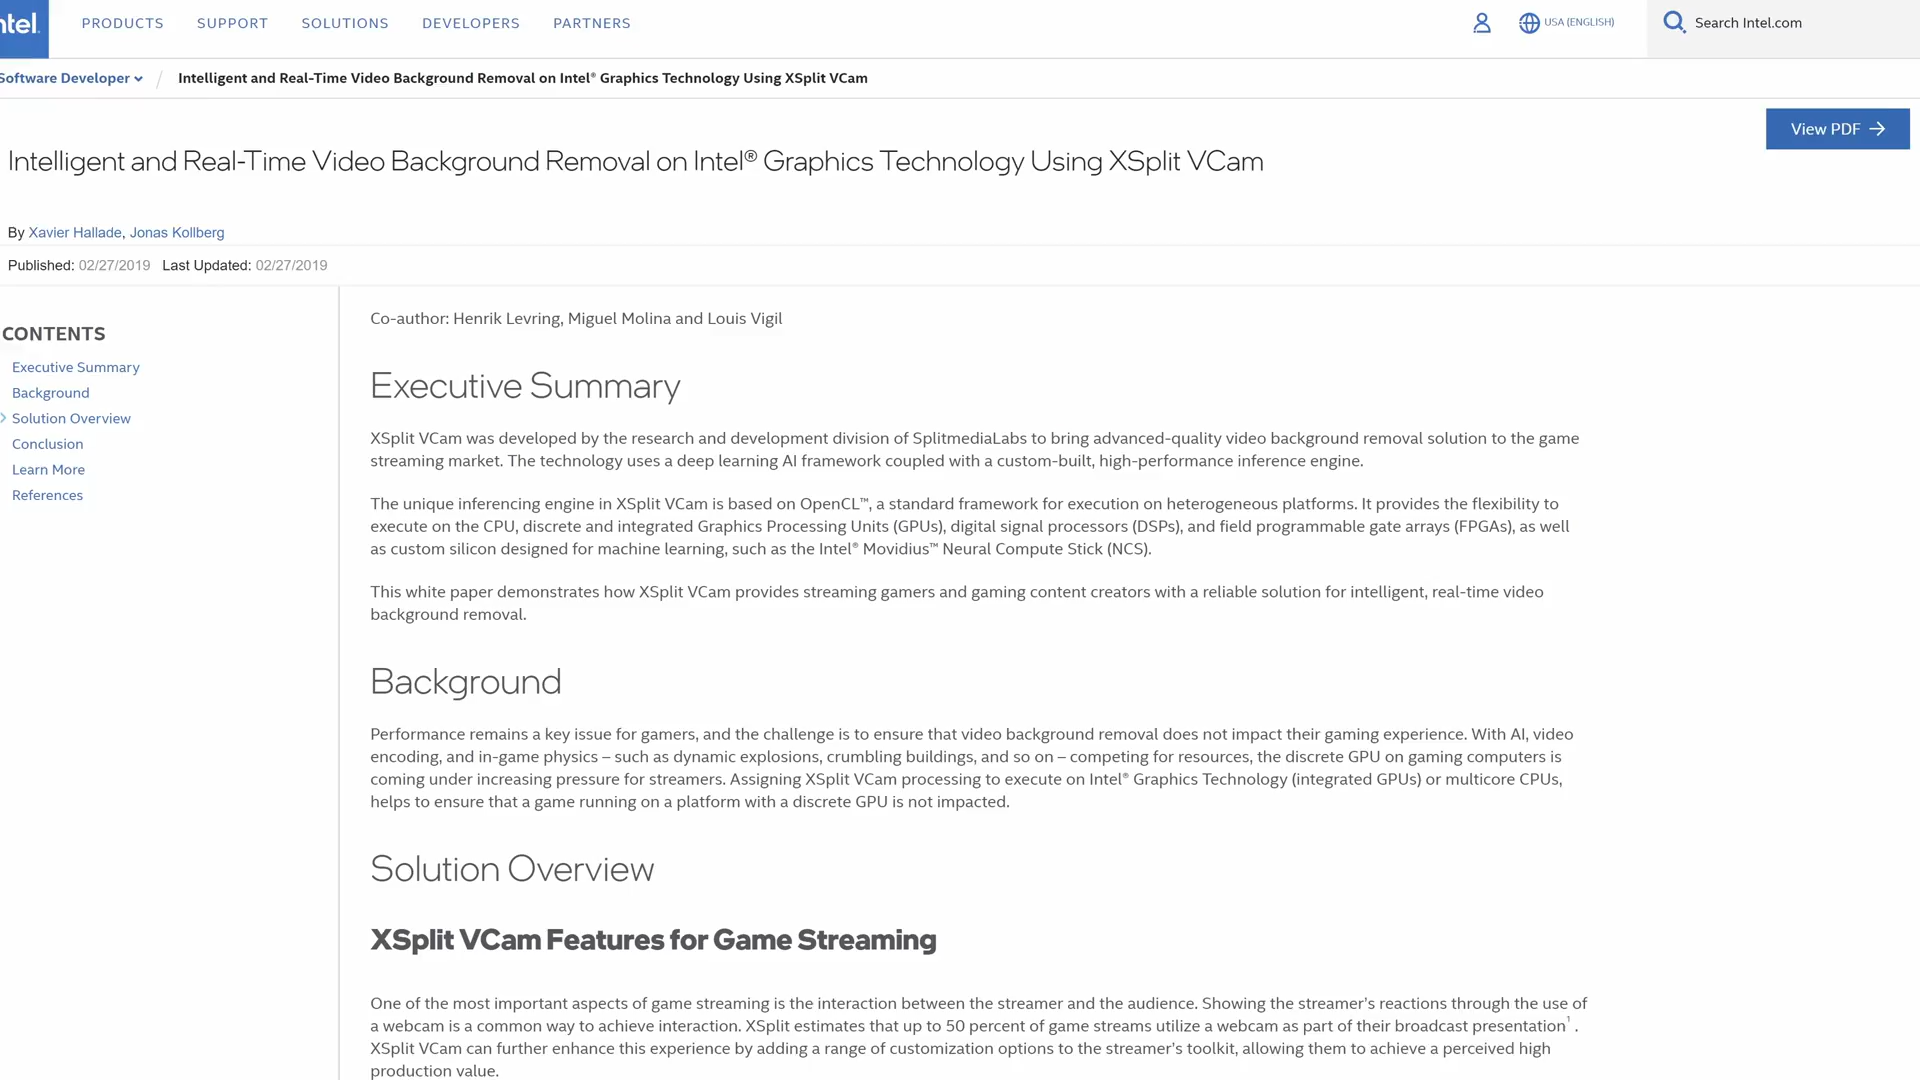 ntel.
PRODUCTS SUPPORT SOLUTIONS DEVELOPERS PARTNERS
USA (ENGLISH)
Search Intel.com
Software Developer / Intelligent and Real-Time Video Background Removal on Intel® Graphics Technology Using XSplit VCam
View PDF →
Intelligent and Real-Time Video Background Removal on Intel® Graphics Technology Using XSplit VCam
By Xavier Hallade, Jonas Kollberg
Published: 02/27/2019 Last Updated: 02/27/2019
CONTENTS
Executive Summary
Background
Solution Overview
Conclusion
Learn More
References
Co-author: Henrik Levring, Miguel Molina and Louis Vigil
Executive Summary
XSplit VCam was developed by the research and development division of SplitmediaLabs to bring advanced-quality video background removal solution to the game
streaming market. The technology uses a deep learning AI framework coupled with a custom-built, high-performance inference engine.
The unique inferencing engine in XSplit VCam is based on OpenCL™, a standard framework for execution on heterogeneous platforms. It provides the flexibility to
execute on the CPU, discrete and integrated Graphics Processing Units (GPUs), digital signal processors (DSPs), and field programmable gate arrays (FPGAs), as well
as custom silicon designed for machine learning, such as the Intel® Movidius™ Neural Compute Stick (NCS).
This white paper demonstrates how XSplit VCam provides streaming gamers and gaming content creators with a reliable solution for intelligent, real-time video
background removal.
Background
Performance remains a key issue for gamers, and the challenge is to ensure that video background removal does not impact their gaming experience. With AI, video
encoding, and in-game physics – such as dynamic explosions, crumbling buildings, and so on – competing for resources, the discrete GPU on gaming computers is
coming under increasing pressure for streamers. Assigning XSplit VCam processing to execute on Intel® Graphics Technology (integrated GPUs) or multicore CPUs,
helps to ensure that a game running on a platform with a discrete GPU is not impacted.
Solution Overview
XSplit VCam Features for Game Streaming
One of the most important aspects of game streaming is the interaction between the streamer and the audience. Showing the streamer's reactions through the use of
a webcam is a common way to achieve interaction. XSplit estimates that up to 50 percent of game streams utilize a webcam as part of their broadcast presentation¹ .
XSplit VCam can further enhance this experience by adding a range of customization options to the streamer's toolkit, allowing them to achieve a perceived high
production value.